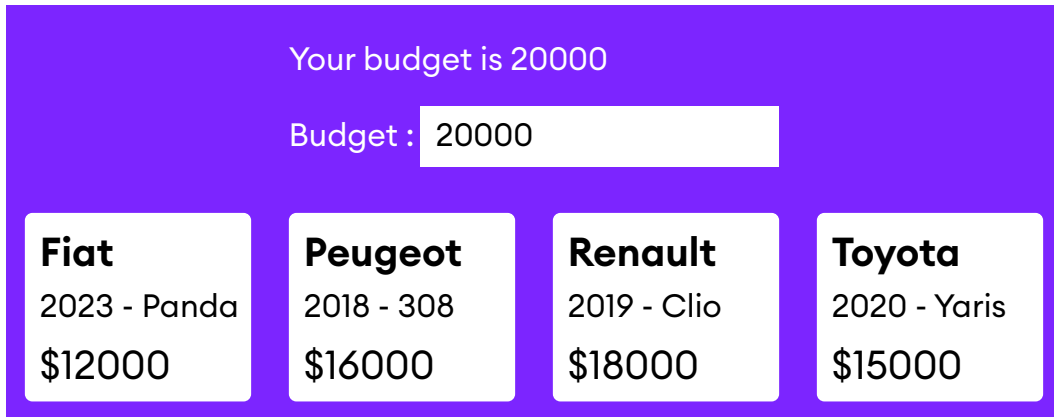 Your budget is 20000
Budget : 20000
Fiat
2023 - Panda
$12000
Peugeot
2018 - 308
$16000
Renault
2019 - Clio
$18000
Toyota
2020 - Yaris
$15000